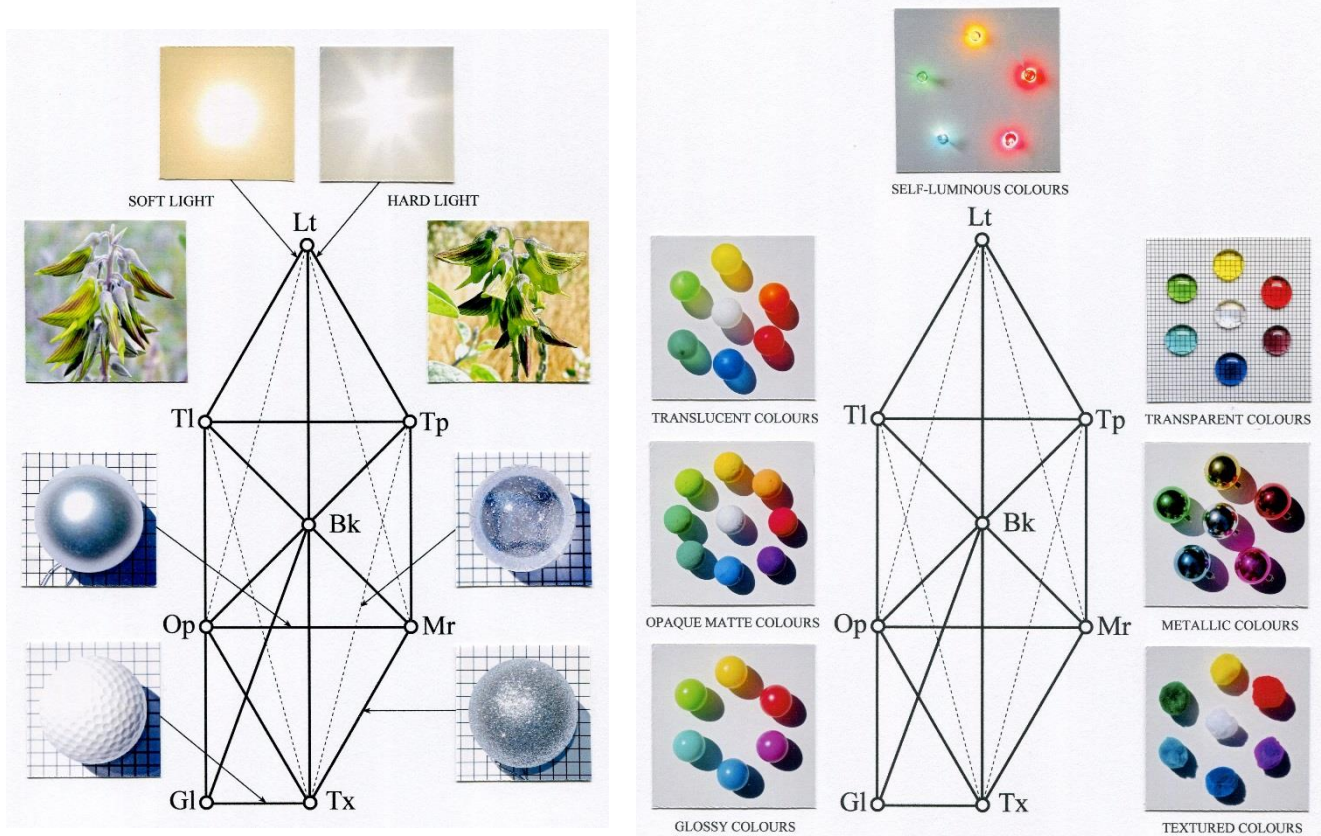 SOFT LIGHT
HARD LIGHT
Lt
Tl
Tp
Bk
Op
Mr
Gl
Tx
SELF-LUMINOUS COLOURS
Lt
TRANSLUCENT COLOURS
Tl
Tp
TRANSPARENT COLOURS
Bk
OPAQUE MATTE COLOURS
Op
Mr
METALLIC COLOURS
Gl
Tx
GLOSSY COLOURS
TEXTURED COLOURS